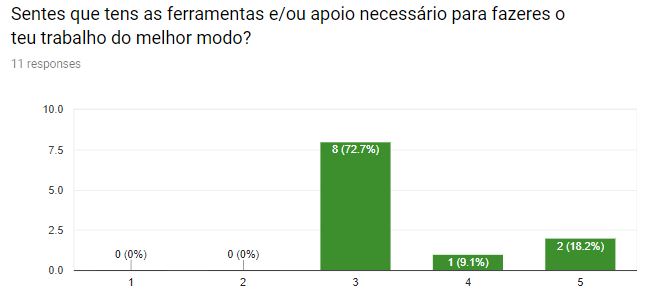 Sentes que tens as ferramentas e/ou apoio necessário para fazeres o
teu trabalho do melhor modo?
11 responses
10.0
7.5
5.0
2.5
0.0
0 (0%)
0 (0%)
8 (72.7%)
1 (9.1%)
2 (18.2%)
1 2 3 4 5